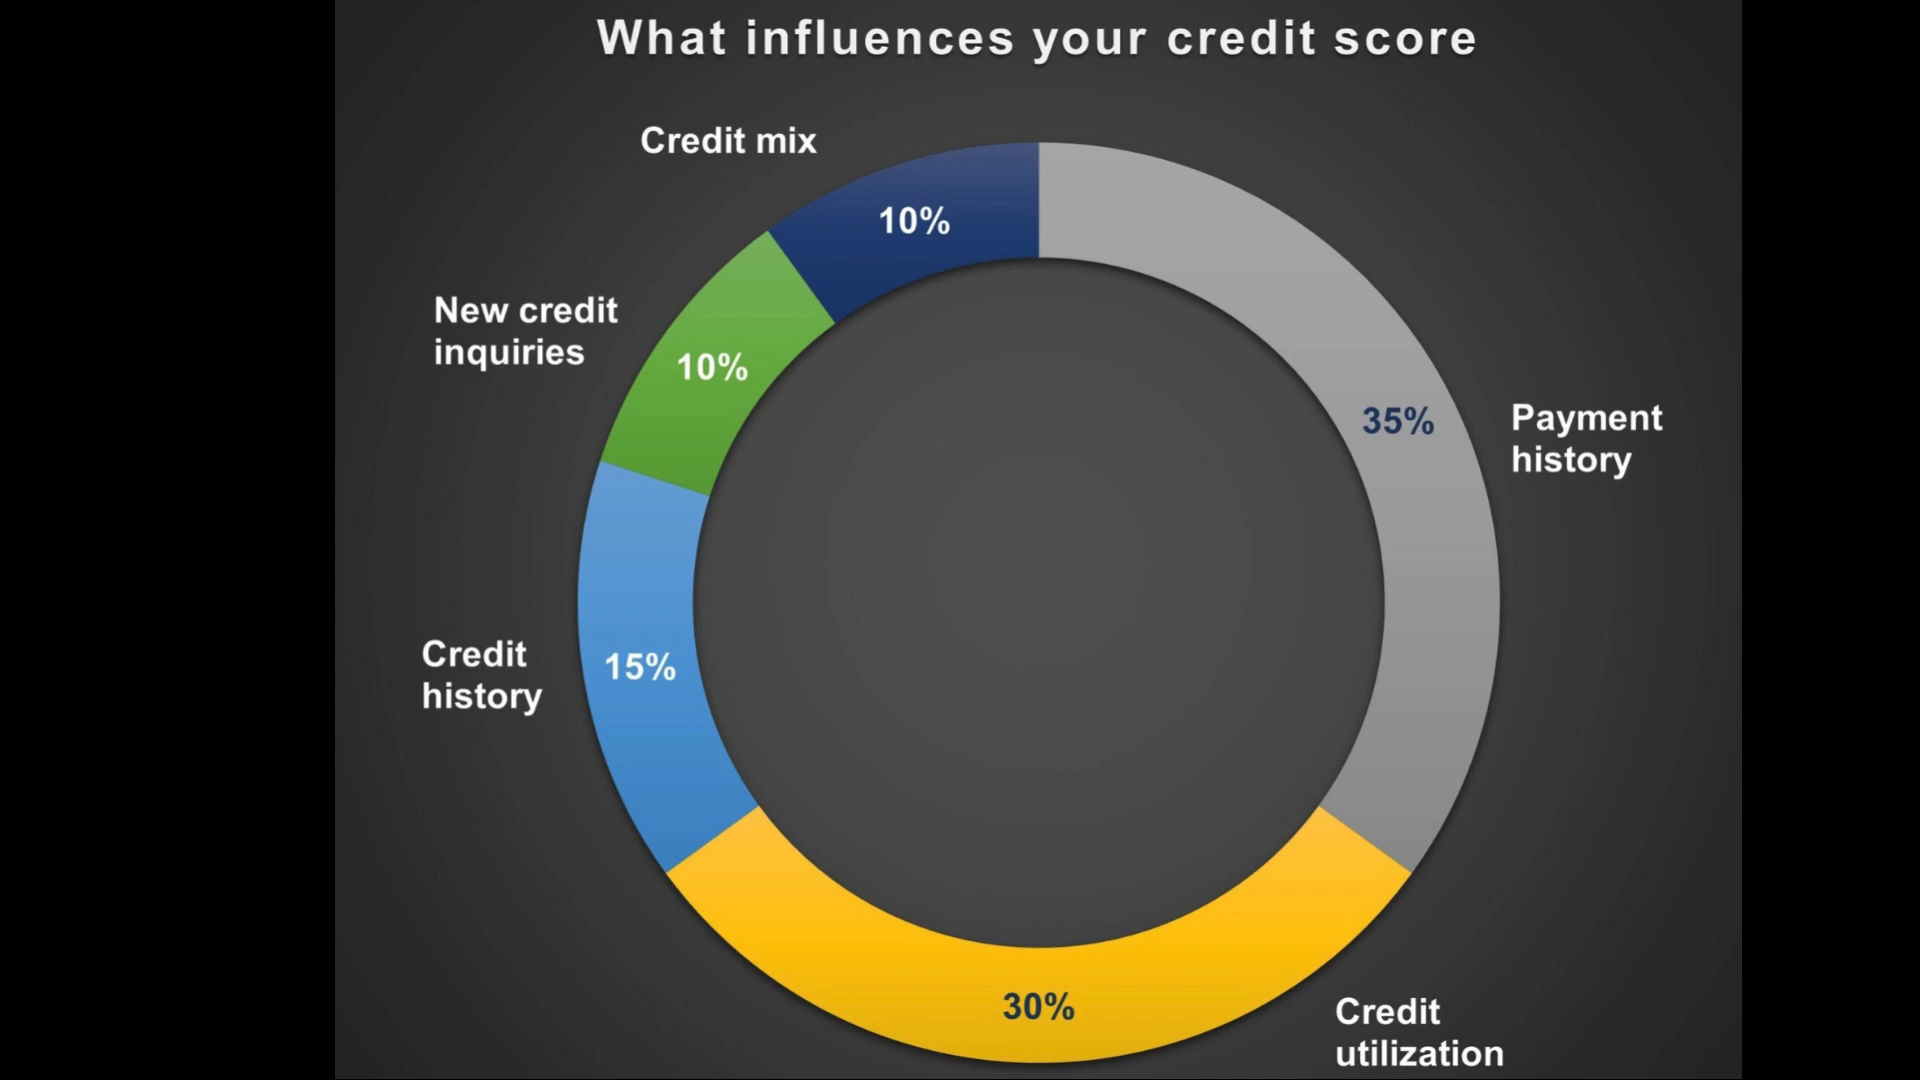 What influences your credit score
Credit mix
10%
New credit
inquiries
10%
35%
Payment
history
Credit
history
15%
30%
Credit
utilization